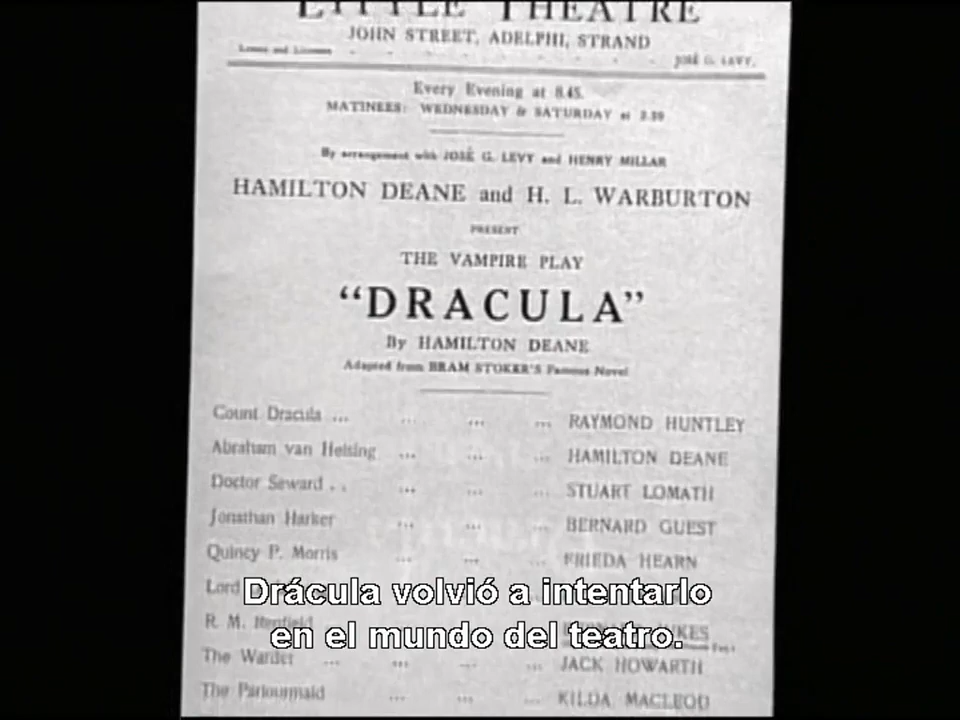 LITTLE THEATRE
JOHN STREET, ADELPHI, STRAND
Lessee and Licensee JOSÉ G. LEVY.
Every Evening at 8.45.
MATINEES: WEDNESDAY & SATURDAY at 2.30
By arrangement with JOSÉ G. LEVY and HENRY MILLAR
HAMILTON DEANE and H. L. WARBURTON
PRESENT
THE VAMPIRE PLAY
“DRACULA”
By HAMILTON DEANE
Adapted from BRAM STOKER'S Famous Novel
Count Dracula ... ... ... ... RAYMOND HUNTLEY
Abraham van Helsing ... ... ... HAMILTON DEANE
Doctor Seward . . ... ... ... STUART LOMATH
Jonathan Harker ... ... ... BERNARD GUEST
Quincy P. Morris ... ... ... FRIEDA HEARN
Lord
Drácula volvió a intentarlo
R. M. Renfield
en el mundo del teatro.
The Warder ... ... ... ... JACK HOWARTH
The Parlourmaid ... ... ... KILDA MACLEOD